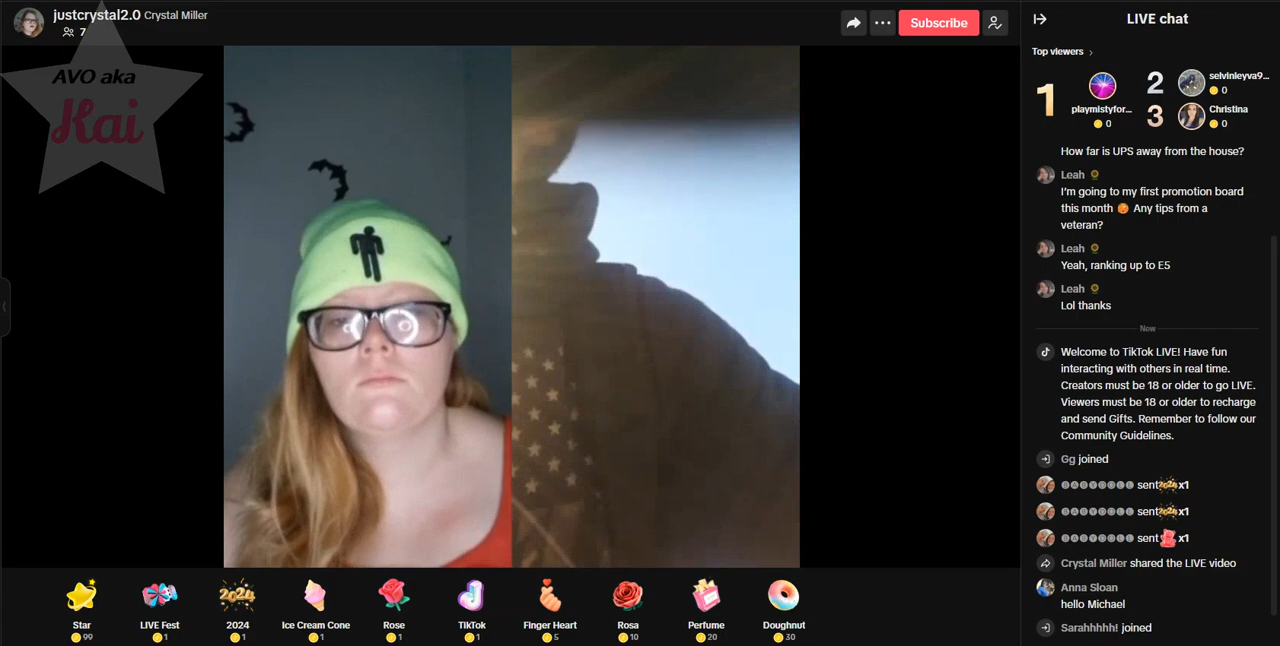 justcrystal2.0 Crystal Miller
7
AVO aka
Kai
Subscribe
LIVE chat
Top viewers
1
playmistyfor...
0
2
selvinleyva9...
0
3
Christina
0
How far is UPS away from the house?
Leah
I'm going to my first promotion board
this month Any tips from a
veteran?
Leah
Yeah, ranking up to E5
Leah
Lol thanks
Now
Welcome to TikTok LIVE! Have fun
interacting with others in real time.
Creators must be 18 or older to go LIVE.
Viewers must be 18 or older to recharge
and send Gifts. Remember to follow our
Community Guidelines.
Gg joined
🅑🅐🅑🅨🅓🅞🅛🅛 sent 2024 x1
🅑🅐🅑🅨🅓🅞🅛🅛 sent 2024 x1
🅑🅐🅑🅨🅓🅞🅛🅛 sent x1
Crystal Miller shared the LIVE video
Anna Sloan
hello Michael
Sarahhhhh! joined
2024
Star
99
LIVE Fest
1
2024
1
Ice Cream Cone
1
Rose
1
TikTok
1
Finger Heart
5
Rosa
10
Perfume
20
Doughnut
30